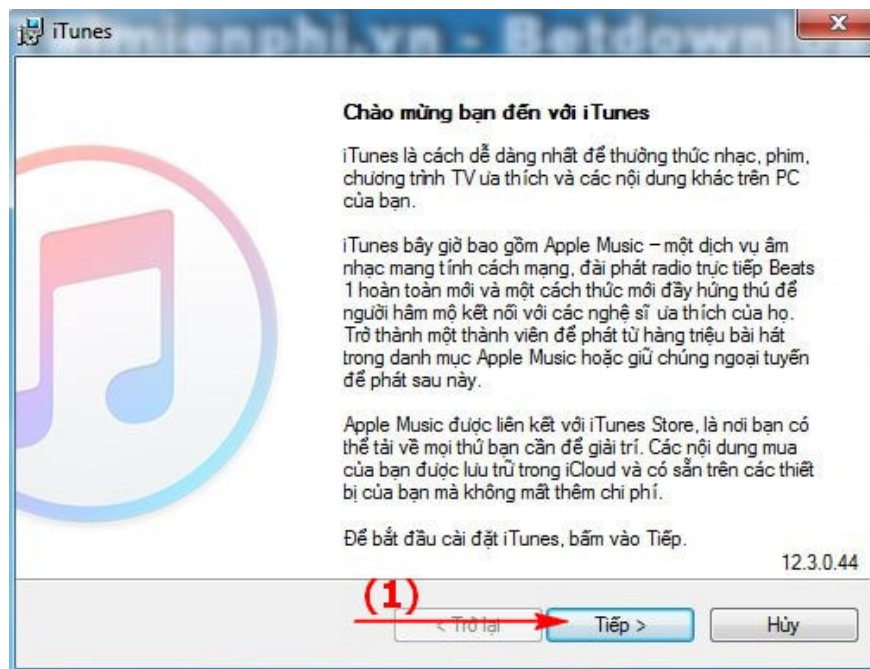 iTunes
mienphi.vn - Betdownl
Chào mừng bạn đến với iTunes
iTunes là cách dễ dàng nhất để thưởng thức nhạc, phim,
chương trình TV ưa thích và các nội dung khác trên PC
của bạn.
iTunes bây giờ bao gồm Apple Music – một dịch vụ âm
nhạc mang tính cách mạng, đài phát radio trực tiếp Beats
1 hoàn toàn mới và một cách thức mới đầy hứng thú để
người hâm mộ kết nối với các nghệ sĩ ưa thích của họ.
Trở thành một thành viên để phát từ hàng triệu bài hát
trong danh mục Apple Music hoặc giữ chúng ngoại tuyến
để phát sau này.
Apple Music được liên kết với iTunes Store, là nơi bạn có
thể tải về mọi thứ bạn cần để giải trí. Các nội dung mua
của bạn được lưu trữ trong iCloud và có sẵn trên các thiết
bị của bạn mà không mất thêm chi phí.
Để bắt đầu cài đặt iTunes, bấm vào Tiếp.
12.3.0.44
(1)
< Trở lại
Tiếp >
Hủy